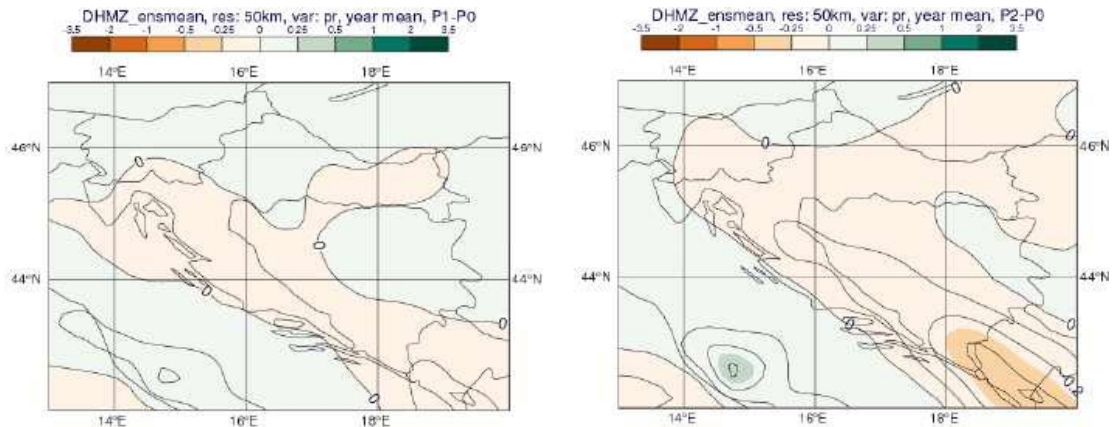 DHMZ_ensmean, res: 50km, var: pr, year mean, P1-P0
-3.5 -2 -1 -0.5 -0.25 0 0.25 0.5 1 2 3.5
14°E 16°E 18°E
46°N 46°N
44°N 44°N
14°E 16°E 18°E
0 0 0 0 0 0
DHMZ_ensmean, res: 50km, var: pr, year mean, P2-P0
-3.5 -2 -1 -0.5 -0.25 0 0.25 0.5 1 2 3.5
14°E 16°E 18°E
46°N 46°N
44°N 44°N
14°E 16°E 18°E
0 0 0 0 0 0